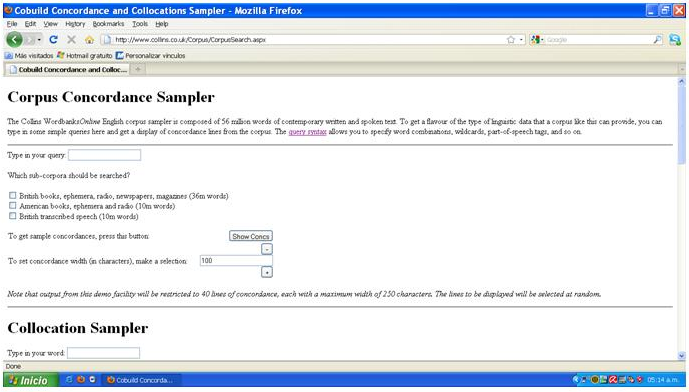 Cobuild Concordance and Collocations Sampler - Mozilla Firefox
File Edit View History Bookmarks Tools Help
http://www.collins.co.uk/Corpus/CorpusSearch.aspx
Google
Más visitados Hotmail gratuito Personalizar vínculos
Cobuild Concordance and Colloc...
Corpus Concordance Sampler
The Collins WordbanksOnline English corpus sampler is composed of 56 million words of contemporary written and spoken text. To get a flavour of the type of linguistic data that a corpus like this can provide, you can
type in some simple queries here and get a display of concordance lines from the corpus. The query syntax allows you to specify word combinations, wildcards, part-of-speech tags, and so on.
Type in your query:
Which sub-corpora should be searched?
British books, ephemera, radio, newspapers, magazines (36m words)
American books, ephemera and radio (10m words)
British transcribed speech (10m words)
To get sample concordances, press this button: Show Concs
-
To set concordance width (in characters), make a selection: 100
+
Note that output from this demo facility will be restricted to 40 lines of concordance, each with a maximum width of 250 characters. The lines to be displayed will be selected at random.
Collocation Sampler
Type in your word:
Done
Inicio Cobuild Concorda... 05:14 a.m.